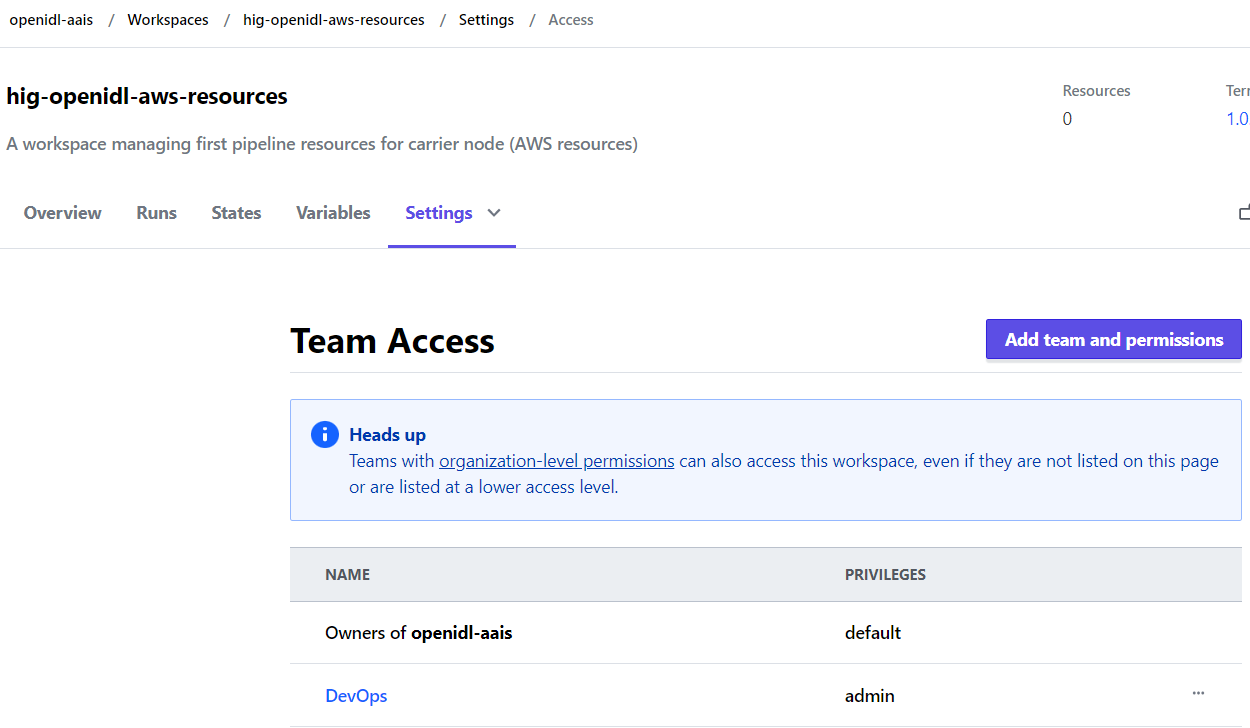 openidl-aais / Workspaces / hig-openidl-aws-resources / Settings / Access
hig-openidl-aws-resources
Resources
0
1.0
A workspace managing first pipeline resources for carrier node (AWS resources)
Overview Runs States Variables Settings
Team Access
Add team and permissions
Heads up
Teams with organization-level permissions can also access this workspace, even if they are not listed on this page
or are listed at a lower access level.
NAME PRIVILEGES
Owners of openidl-aais default
DevOps admin ...